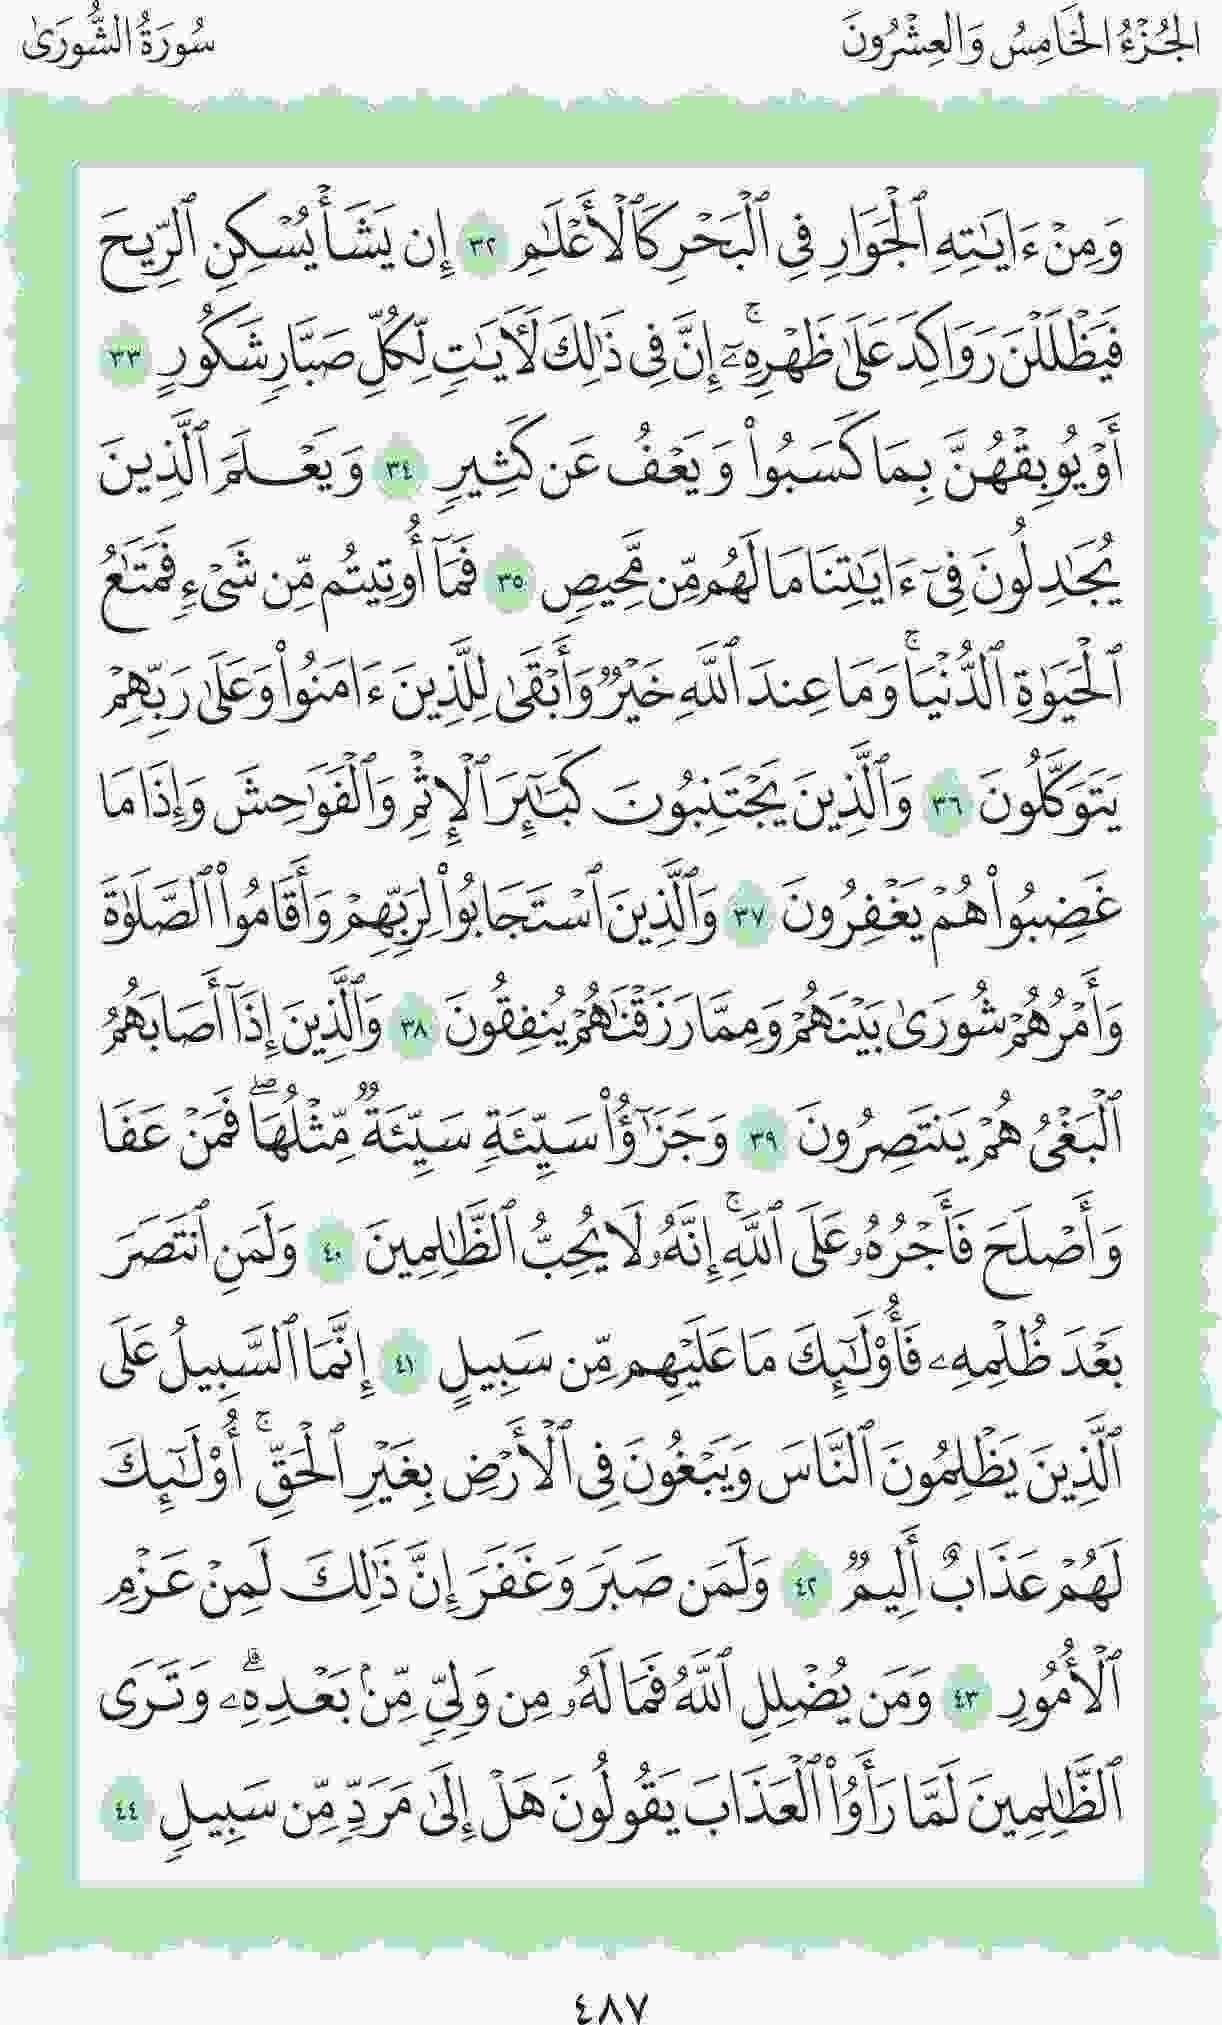 الجُزْءُ الخَامِسُ وَالعِشْرُونَ
سُورَةُ الشُّورَىٰ
وَمِنْ ءَايَٰتِهِ ٱلْجَوَارِ فِي ٱلْبَحْرِ كَٱلْأَعْلَٰمِ ٣٢ إِن يَشَأْ يُسْكِنِ ٱلرِّيحَ
فَيَظْلَلْنَ رَوَاكِدَ عَلَىٰ ظَهْرِهِۦٓۚ إِنَّ فِي ذَٰلِكَ لَأٓيَٰتٍ لِّكُلِّ صَبَّارٍ شَكُورٍ ٣٣
أَوْ يُوبِقْهُنَّ بِمَا كَسَبُوا۟ وَيَعْفُ عَن كَثِيرٍ ٣٤ وَيَعْلَمَ ٱلَّذِينَ
يُجَٰدِلُونَ فِيٓ ءَايَٰتِنَا مَا لَهُم مِّن مَّحِيصٍ ٣٥ فَمَآ أُوتِيتُم مِّن شَيْءٍ فَمَتَٰعُ
ٱلْحَيَوٰةِ ٱلدُّنْيَاۚ وَمَا عِندَ ٱللَّهِ خَيْرٌ وَأَبْقَىٰ لِلَّذِينَ ءَامَنُوا۟ وَعَلَىٰ رَبِّهِمْ
يَتَوَكَّلُونَ ٣٦ وَٱلَّذِينَ يَجْتَنِبُونَ كَبَٰٓئِرَ ٱلْإِثْمِ وَٱلْفَوَٰحِشَ وَإِذَا مَا
غَضِبُوا۟ هُمْ يَغْفِرُونَ ٣٧ وَٱلَّذِينَ ٱسْتَجَابُوا۟ لِرَبِّهِمْ وَأَقَامُوا۟ ٱلصَّلَوٰةَ
وَأَمْرُهُمْ شُورَىٰ بَيْنَهُمْ وَمِمَّا رَزَقْنَٰهُمْ يُنفِقُونَ ٣٨ وَٱلَّذِينَ إِذَآ أَصَابَهُمُ
ٱلْبَغْيُ هُمْ يَنتَصِرُونَ ٣٩ وَجَزَٰٓؤُا۟ سَيِّئَةٍ سَيِّئَةٌ مِّثْلُهَاۖ فَمَنْ عَفَا
وَأَصْلَحَ فَأَجْرُهُۥ عَلَى ٱللَّهِۚ إِنَّهُۥ لَا يُحِبُّ ٱلظَّٰلِمِينَ ٤٠ وَلَمَنِ ٱنتَصَرَ
بَعْدَ ظُلْمِهِۦ فَأُو۟لَٰٓئِكَ مَا عَلَيْهِم مِّن سَبِيلٍ ٤١ إِنَّمَا ٱلسَّبِيلُ عَلَى
ٱلَّذِينَ يَظْلِمُونَ ٱلنَّاسَ وَيَبْغُونَ فِي ٱلْأَرْضِ بِغَيْرِ ٱلْحَقِّۚ أُو۟لَٰٓئِكَ
لَهُمْ عَذَابٌ أَلِيمٌ ٤٢ وَلَمَن صَبَرَ وَغَفَرَ إِنَّ ذَٰلِكَ لَمِنْ عَزْمِ
ٱلْأُمُورِ ٤٣ وَمَن يُضْلِلِ ٱللَّهُ فَمَا لَهُۥ مِن وَلِيٍّ مِّنۢ بَعْدِهِۦۗ وَتَرَى
ٱلظَّٰلِمِينَ لَمَّا رَأَوُا۟ ٱلْعَذَابَ يَقُولُونَ هَلْ إِلَىٰ مَرَدٍّ مِّن سَبِيلٍ ٤٤
٤٨٧